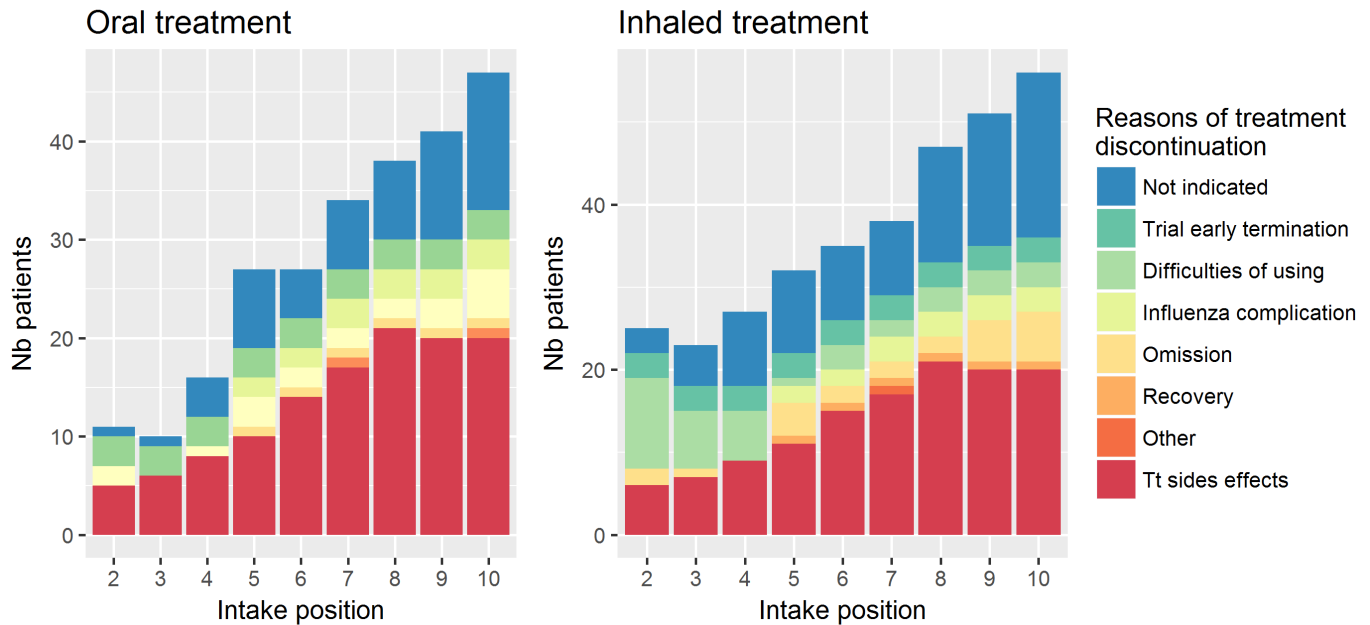 Oral treatment
Nb patients
40
30
20
10
0
2 3 4 5 6 7 8 9 10
Intake position
Inhaled treatment
Nb patients
40
20
0
2 3 4 5 6 7 8 9 10
Intake position
Reasons of treatment
discontinuation
Not indicated
Trial early termination
Difficulties of using
Influenza complication
Omission
Recovery
Other
Tt sides effects